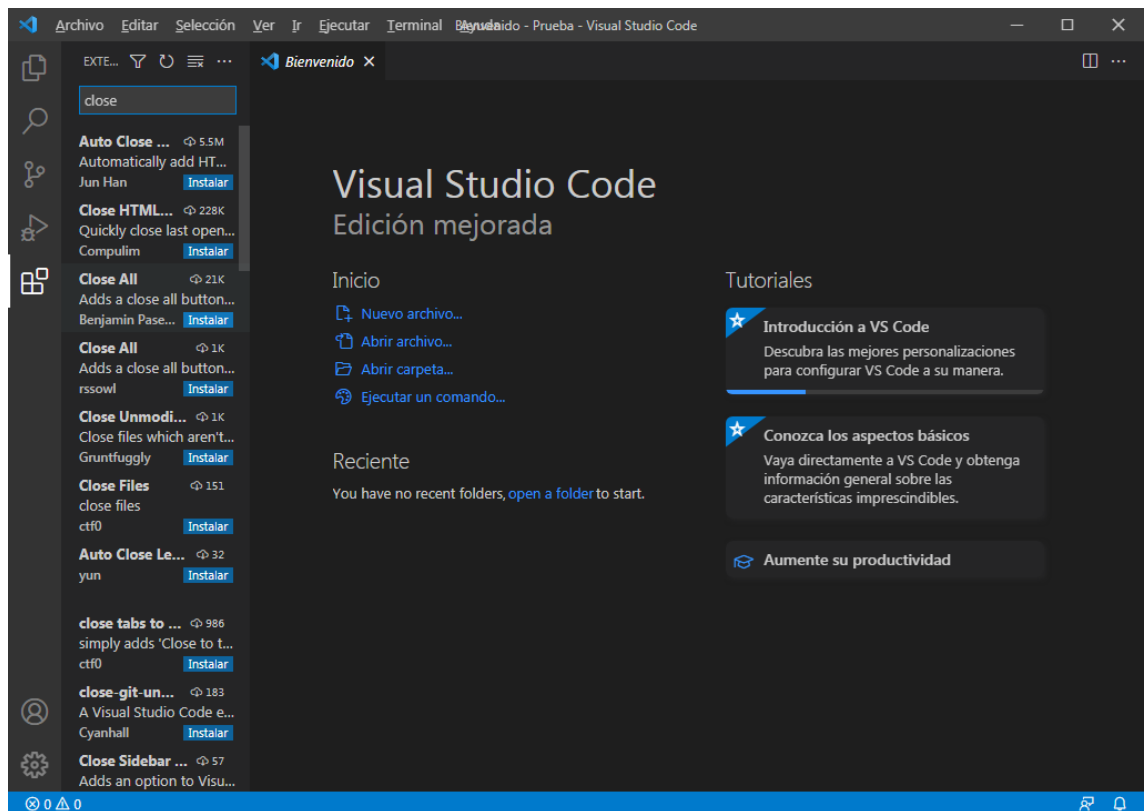 Archivo Editar Selección Ver Ir Ejecutar Terminal Ayuda Bienvenido - Prueba - Visual Studio Code
EXTE...
Bienvenido
close
Auto Close ... 5.5M
Automatically add HT...
Jun Han Instalar
Close HTML... 228K
Quickly close last open...
Compulim Instalar
Close All 21K
Adds a close all button...
Benjamin Pase... Instalar
Close All 1K
Adds a close all button...
rssowl Instalar
Close Unmodi... 1K
Close files which aren't...
Gruntfuggly Instalar
Close Files 151
close files
ctf0 Instalar
Auto Close Le... 32
yun Instalar
close tabs to ... 986
simply adds 'Close to t...
ctf0 Instalar
close-git-un... 183
A Visual Studio Code e...
Cyanhall Instalar
Close Sidebar ... 57
Adds an option to Visu...
Visual Studio Code
Edición mejorada
Inicio
Nuevo archivo...
Abrir archivo...
Abrir carpeta...
Ejecutar un comando...
Reciente
You have no recent folders, open a folder to start.
Tutoriales
Introducción a VS Code
Descubra las mejores personalizaciones
para configurar VS Code a su manera.
Conozca los aspectos básicos
Vaya directamente a VS Code y obtenga
información general sobre las
características imprescindibles.
Aumente su productividad
0 0